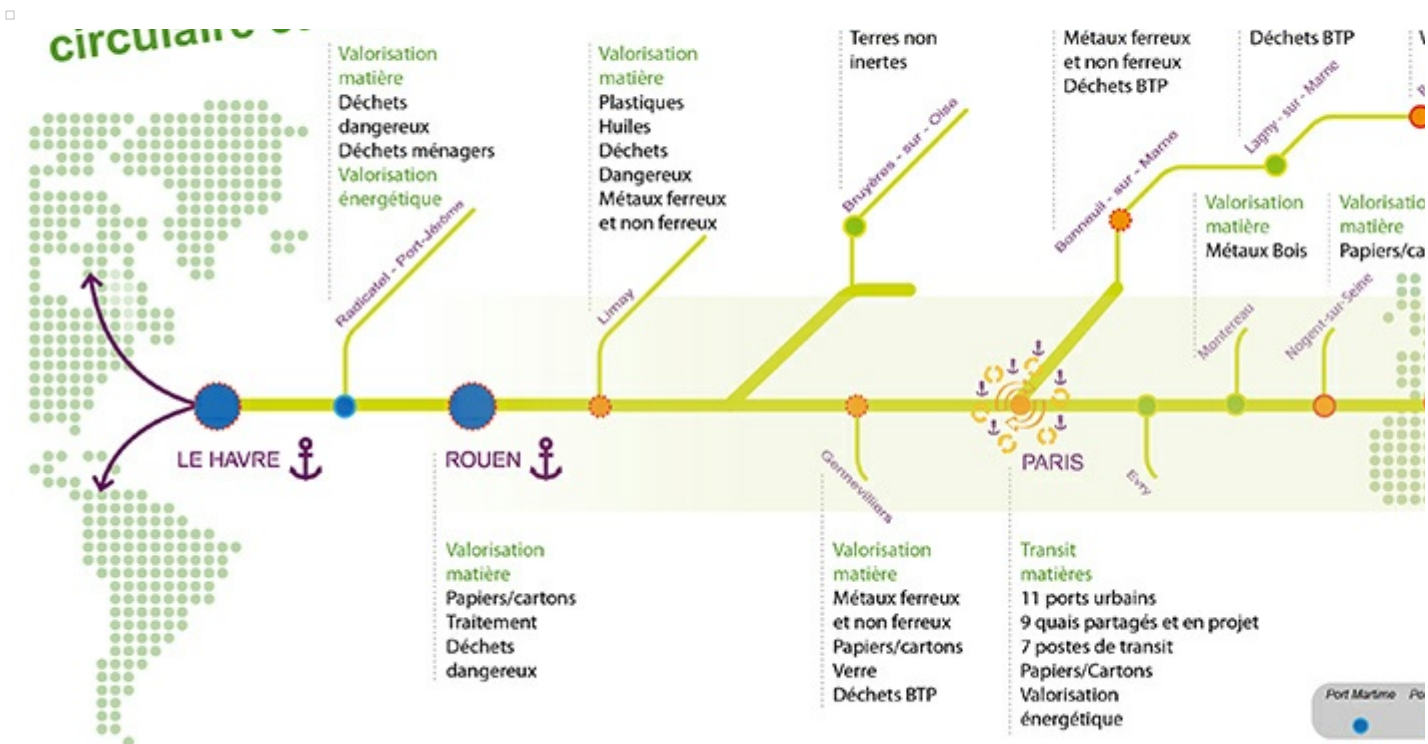 circulaire
Valorisation
matière
Déchets
dangereux
Déchets ménagers
Valorisation
énergétique
Radicatel - Port-Jérôme
Valorisation
matière
Plastiques
Huiles
Déchets
Dangereux
Métaux ferreux
et non ferreux
Limay
Terres non
inertes
Bruyères - sur - Oise
Métaux ferreux
et non ferreux
Déchets BTP
Bonneuil - sur - Marne
Déchets BTP
Lagny - sur - Marne
Valorisation
matière
Métaux Bois
Montereau
matière
Nogent-sur-Seine
LE HAVRE
ROUEN
Gennevilliers
PARIS
Evry
Valorisation
matière
Papiers/cartons
Traitement
Déchets
dangereux
Valorisation
matière
Métaux ferreux
et non ferreux
Papiers/cartons
Verre
Déchets BTP
Transit
matières
11 ports urbains
9 quais partagés et en projet
7 postes de transit
Papiers/Cartons
Valorisation
énergétique
Port Martime